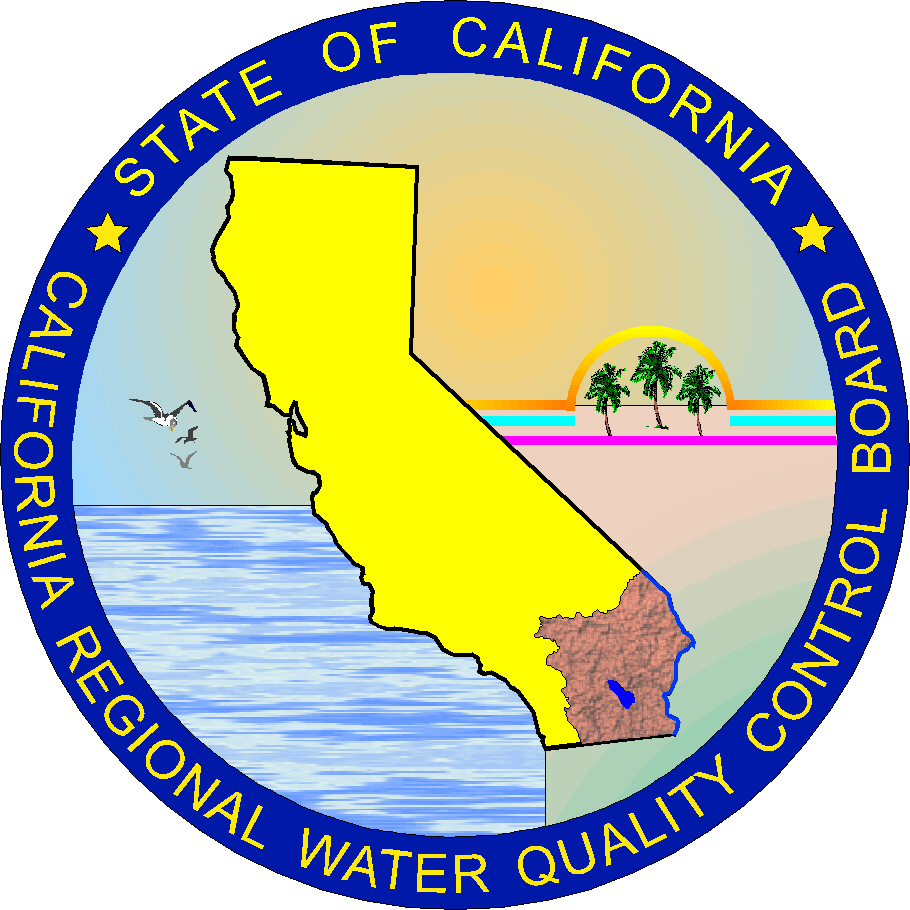 STATE OF CALIFORNIA
CALIFORNIA REGIONAL WATER QUALITY CONTROL BOARD